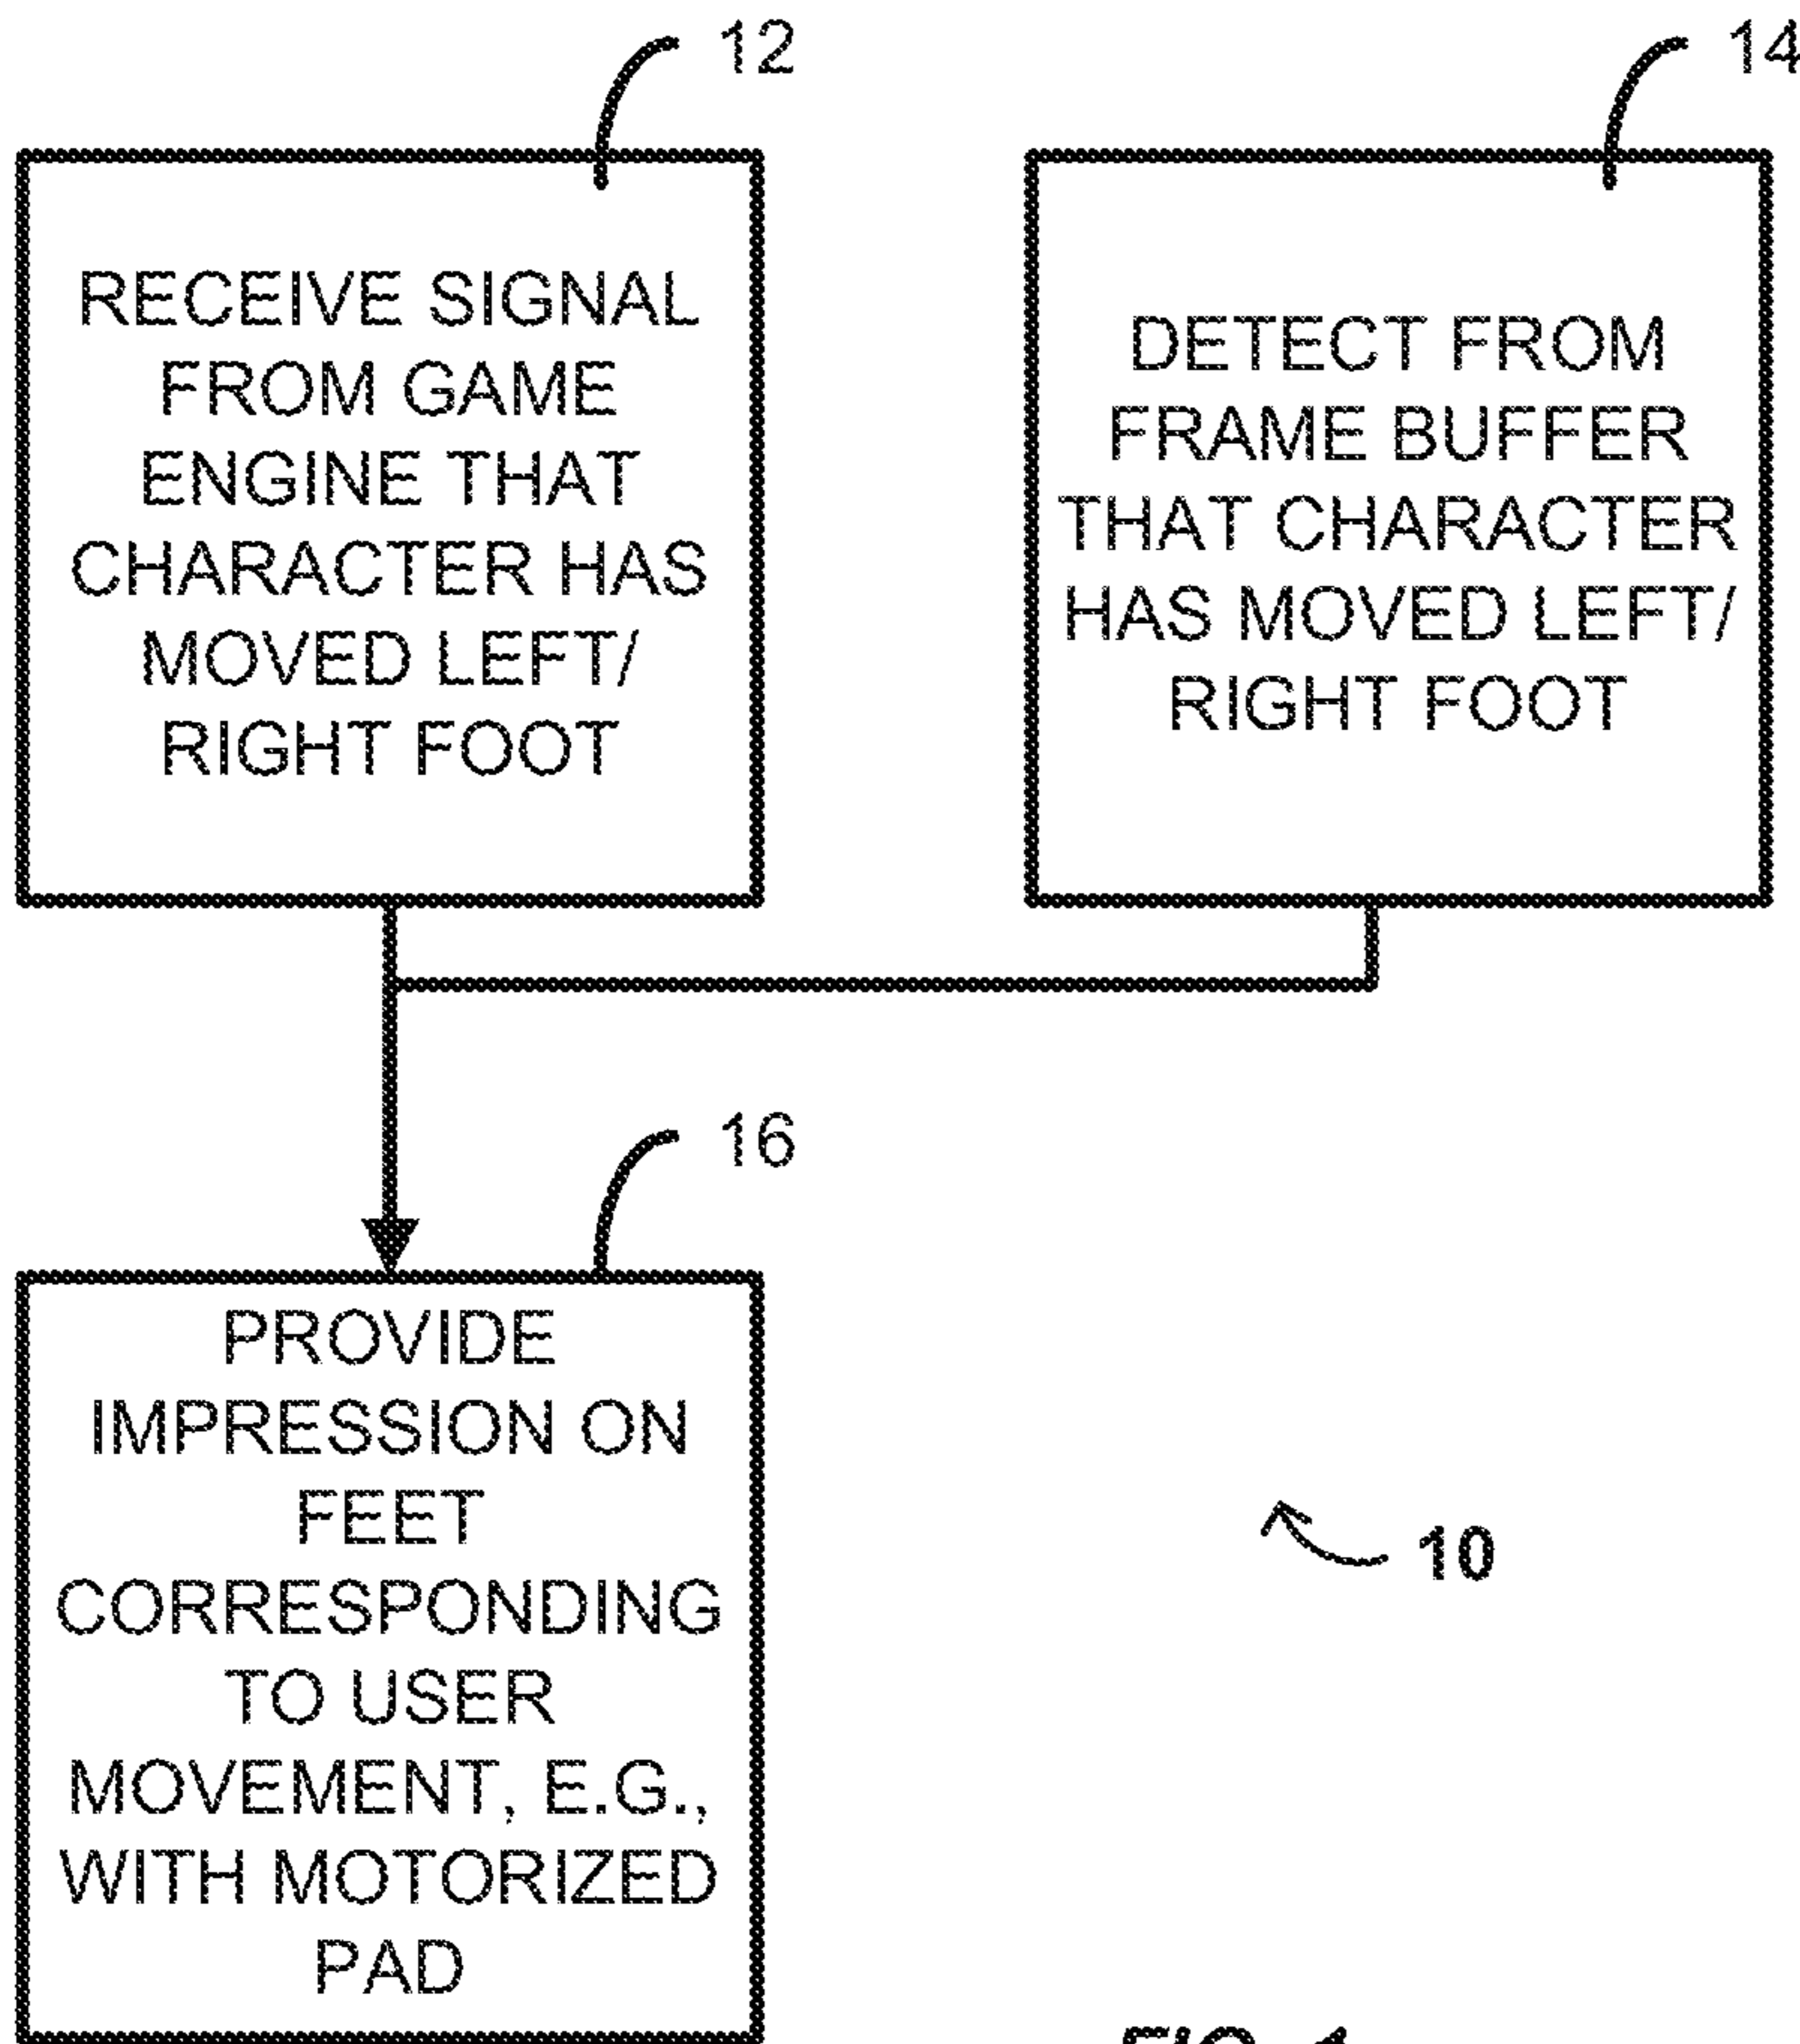 12
RECEIVE SIGNAL
FROM GAME
ENGINE THAT
CHARACTER HAS
MOVED LEFT/
RIGHT FOOT
14
DETECT FROM
FRAME BUFFER
THAT CHARACTER
HAS MOVED LEFT/
RIGHT FOOT
16
PROVIDE
IMPRESSION ON
FEET
CORRESPONDING
TO USER
MOVEMENT, E.G.,
WITH MOTORIZED
PAD
10
FIG. 1